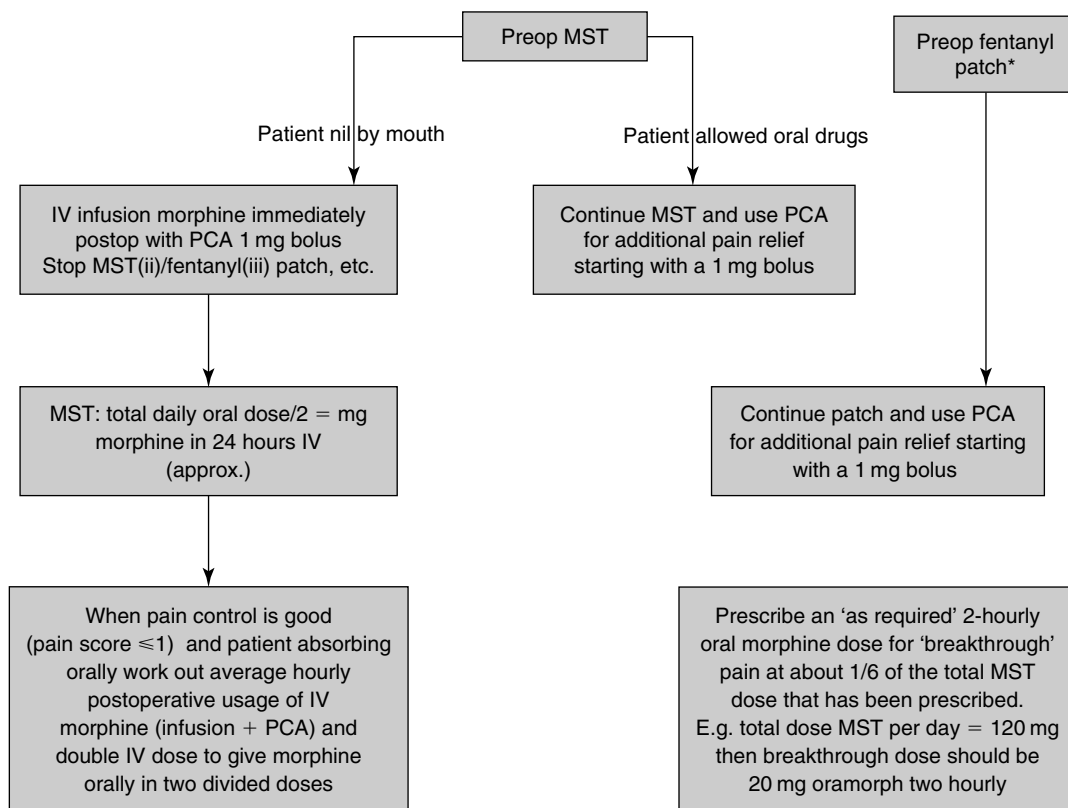 Preop MST
Preop fentanyl
patch*
Patient nil by mouth
Patient allowed oral drugs
IV infusion morphine immediately
postop with PCA 1 mg bolus
Stop MST(ii)/fentanyl(iii) patch, etc.
Continue MST and use PCA
for additional pain relief
starting with a 1 mg bolus
MST: total daily oral dose/2 = mg
morphine in 24 hours IV
(approx.)
Continue patch and use PCA
for additional pain relief starting
with a 1 mg bolus
When pain control is good
(pain score ⩽1) and patient absorbing
orally work out average hourly
postoperative usage of IV
morphine (infusion + PCA) and
double IV dose to give morphine
orally in two divided doses
Prescribe an ‘as required’ 2-hourly
oral morphine dose for ‘breakthrough’
pain at about 1/6 of the total MST
dose that has been prescribed.
E.g. total dose MST per day = 120 mg
then breakthrough dose should be
20 mg oramorph two hourly